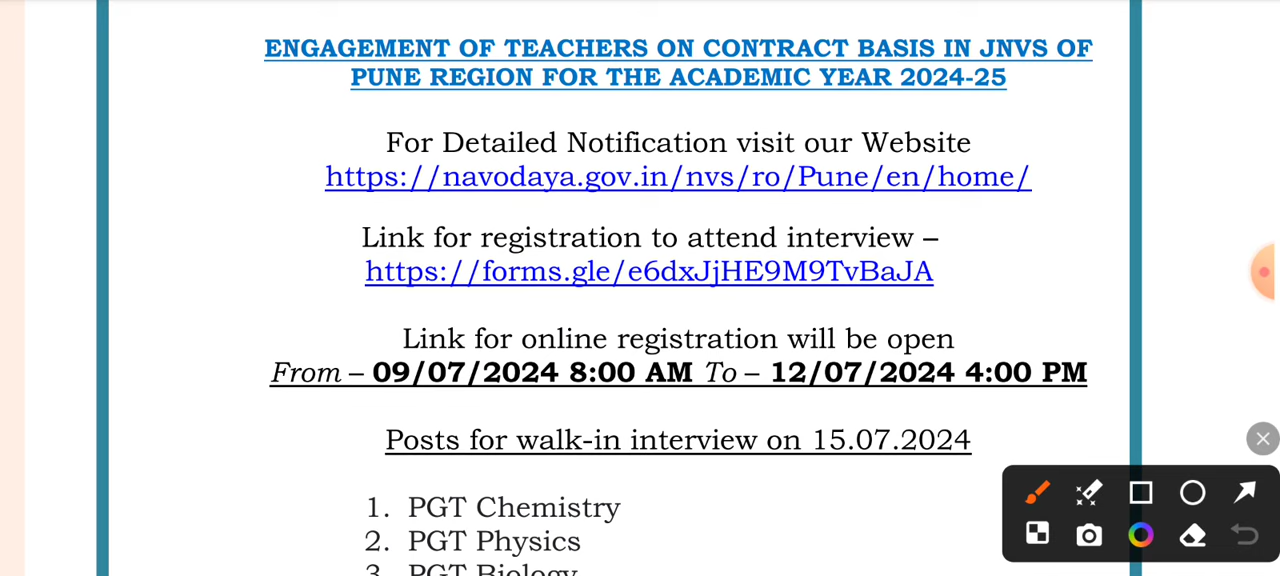 ENGAGEMENT OF TEACHERS ON CONTRACT BASIS IN JNVS OF
PUNE REGION FOR THE ACADEMIC YEAR 2024-25
For Detailed Notification visit our Website
https://navodaya.gov.in/nvs/ro/Pune/en/home/
Link for registration to attend interview –
https://forms.gle/e6dxJjHE9M9TvBaJA
Link for online registration will be open
From – 09/07/2024 8:00 AM To – 12/07/2024 4:00 PM
Posts for walk-in interview on 15.07.2024
1. PGT Chemistry
2. PGT Physics
3. PGT Biology